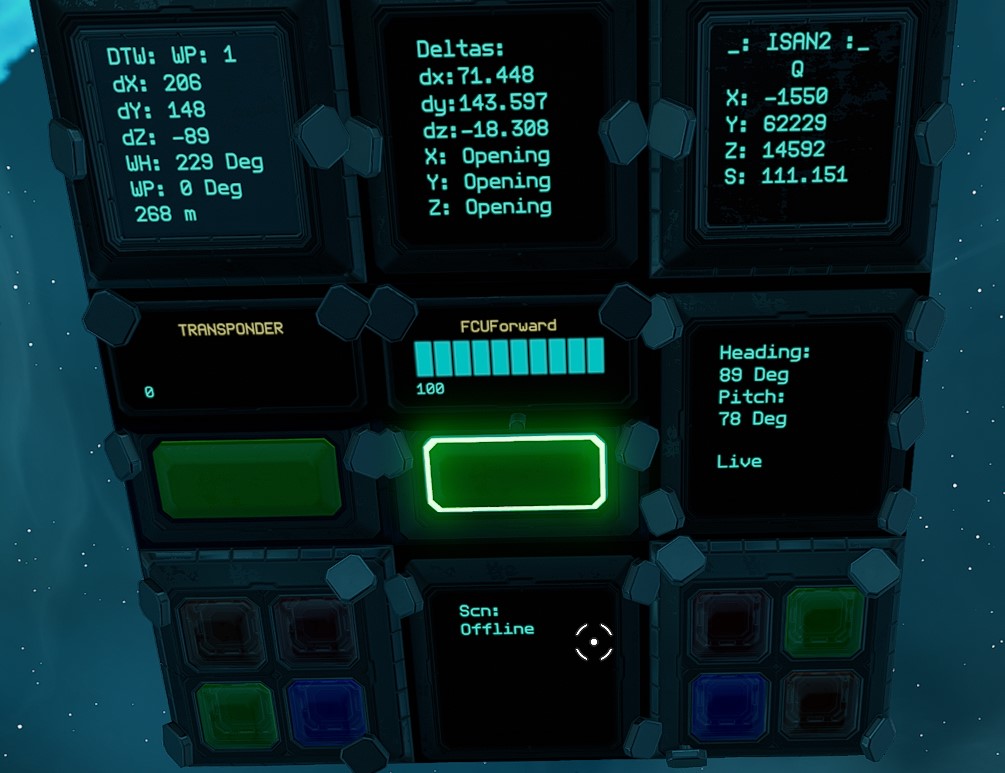 DTW: WP: 1
dX: 206
dY: 148
dZ: -89
WH: 229 Deg
WP: 0 Deg
268 m
Deltas:
dx:71.448
dy:143.597
dz:-18.308
X: Opening
Y: Opening
Z: Opening
_: ISAN2 :_
Q
X: -1550
Y: 62229
Z: 14592
S: 111.151
TRANSPONDER
0
FCUForward
100
Heading:
89 Deg
Pitch:
78 Deg
Live
Scn:
Offline